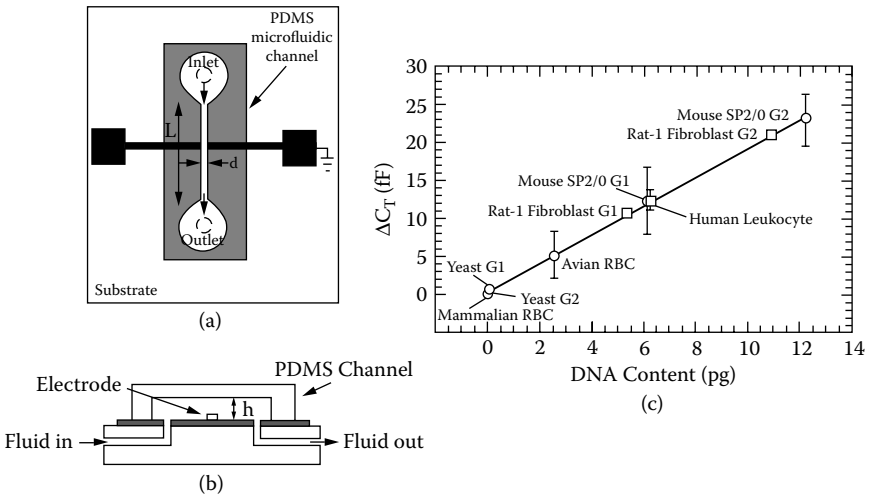 PDMS
microfluidic
channel
Inlet
L
d
Outlet
Substrate
(a)
Electrode
PDMS Channel
h
Fluid in
Fluid out
(b)
30
25
20
15
10
5
0
ΔC_T (fF)
Mouse SP2/0 G2
Rat-1 Fibroblast G2
Mouse SP2/0 G1
Rat-1 Fibroblast G1
Human Leukocyte
Avian RBC
Yeast G1
Yeast G2
Mammalian RBC
0 2 4 6 8 10 12 14
DNA Content (pg)
(c)